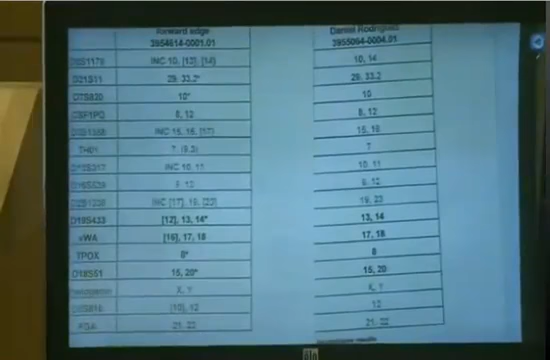 forward edge Daniel Rodriguez
3954614-0001.01 3955064-0004.01
D8S1179 INC 10, [13], [14] 10, 14
D21S11 29, 33.2* 29, 33.2
D7S820 10* 10
CSF1PO 8, 12 8, 12
D3S1358 INC 15, 16, [17] 15, 16
TH01 7, (9.3) 7
D13S317 INC 10, 11 10, 11
D16S539 9, 12
D2S1338 INC [17], 19, [23] 19, 23
D19S433 [12], 13, 14* 13, 14
vWA [16], 17, 18 17, 18
TPOX 8* 8
D18S51 15, 20* 15, 20
X, Y X, Y
D5S818 [10], 12 12
FGA 21, 22 21, 22